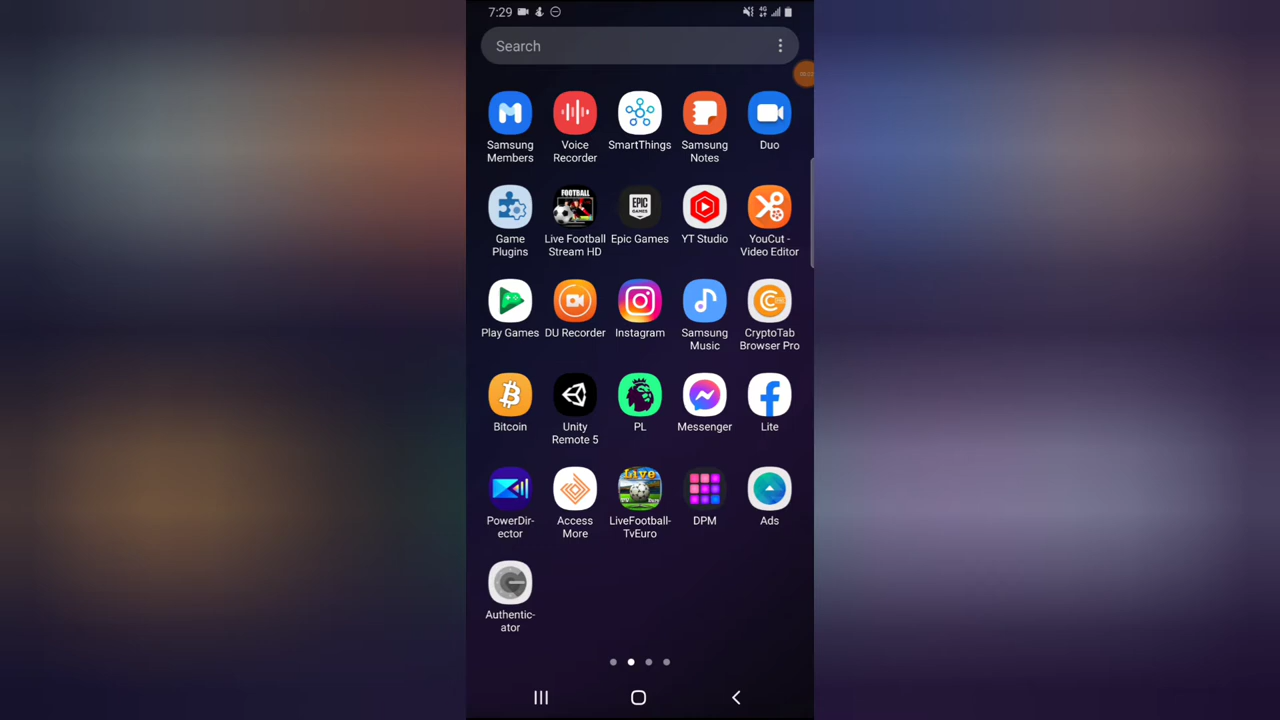 7:29
4G
Search
Samsung Members
Voice Recorder
SmartThings
Samsung Notes
Duo
FOOTBALL
EPIC GAMES
Game Plugins
Live Football Stream HD
Epic Games
YT Studio
YouCut - Video Editor
Play Games
DU Recorder
Instagram
Samsung Music
CryptoTab Browser Pro
Bitcoin
Unity Remote 5
PL
Messenger
Lite
Live
PowerDir-
ector
Access More
LiveFootball-
TvEuro
DPM
Ads
Authentic-
ator